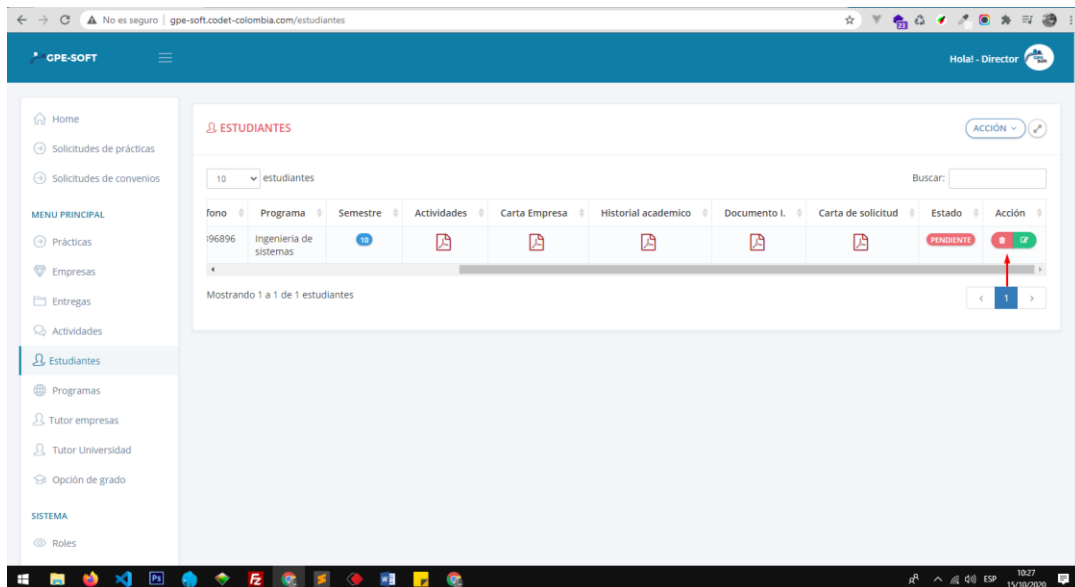 No es seguro | gpe-soft.codet-colombia.com/estudiantes
23
GPE-SOFT
Hola! - Director
Home
Solicitudes de prácticas
Solicitudes de convenios
MENU PRINCIPAL
Prácticas
Empresas
Entregas
Actividades
Estudiantes
Programas
Tutor empresas
Tutor Universidad
Opción de grado
SISTEMA
Roles
ESTUDIANTES
ACCIÓN
10 estudiantes
Buscar:
fono Programa Semestre Actividades Carta Empresa Historial academico Documento I. Carta de solicitud Estado Acción
396896 Ingenieria de sistemas 10 PENDIENTE
Mostrando 1 a 1 de 1 estudiantes
< 1 >
Ps
ESP
10:27
15/10/2020